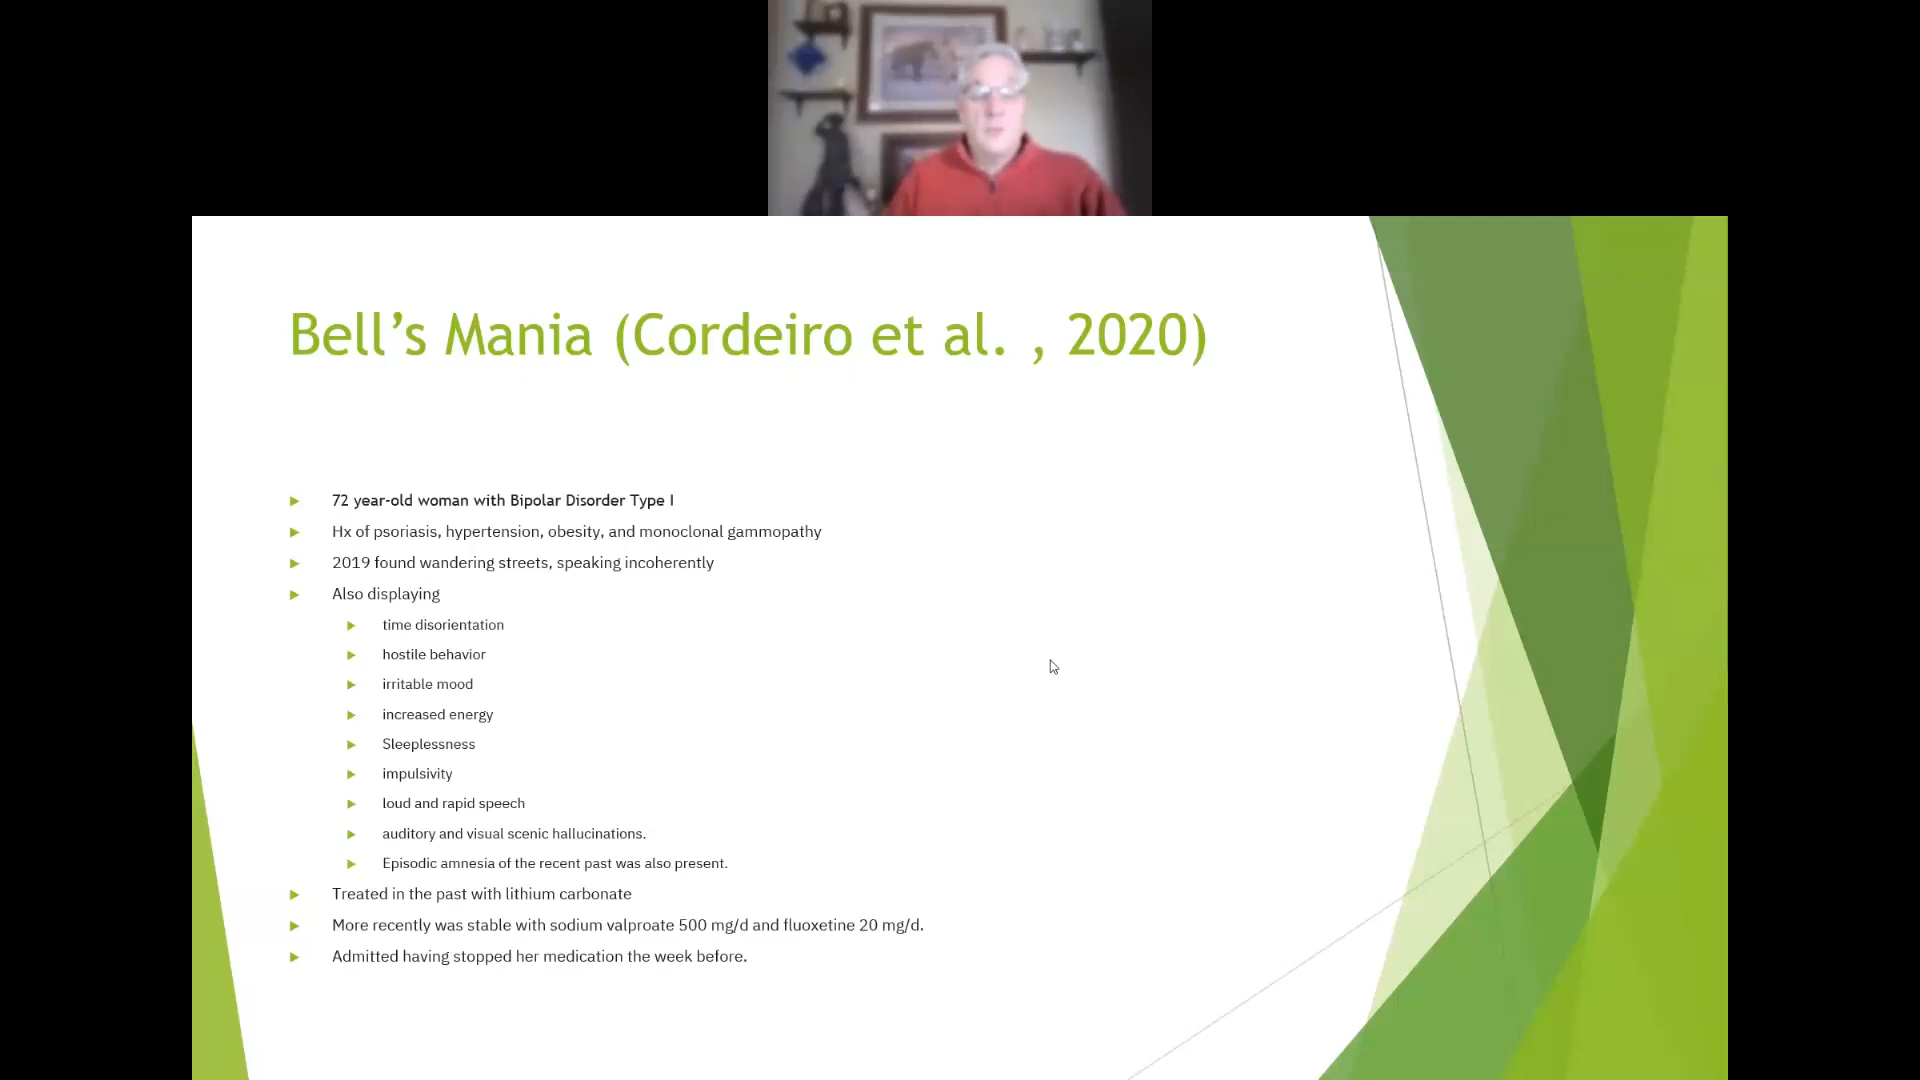 Bell’s Mania (Cordeiro et al. , 2020)
72 year-old woman with Bipolar Disorder Type I
Hx of psoriasis, hypertension, obesity, and monoclonal gammopathy
2019 found wandering streets, speaking incoherently
Also displaying
time disorientation
hostile behavior
irritable mood
increased energy
Sleeplessness
impulsivity
loud and rapid speech
auditory and visual scenic hallucinations.
Episodic amnesia of the recent past was also present.
Treated in the past with lithium carbonate
More recently was stable with sodium valproate 500 mg/d and fluoxetine 20 mg/d.
Admitted having stopped her medication the week before.